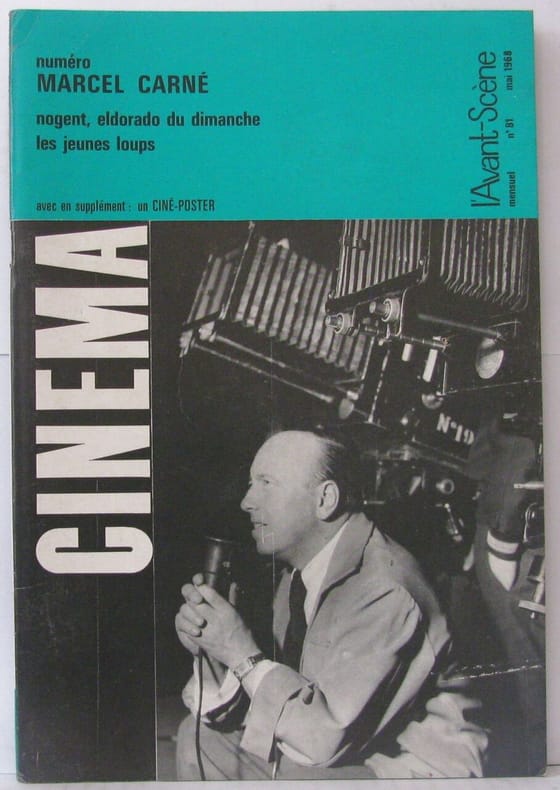 numéro
MARCEL CARNÉ
nogent, eldorado du dimanche
les jeunes loups
avec en supplément : un CINÉ-POSTER
l'Avant-Scène
mensuel n° 81 mai 1968
CINEMA
N°19